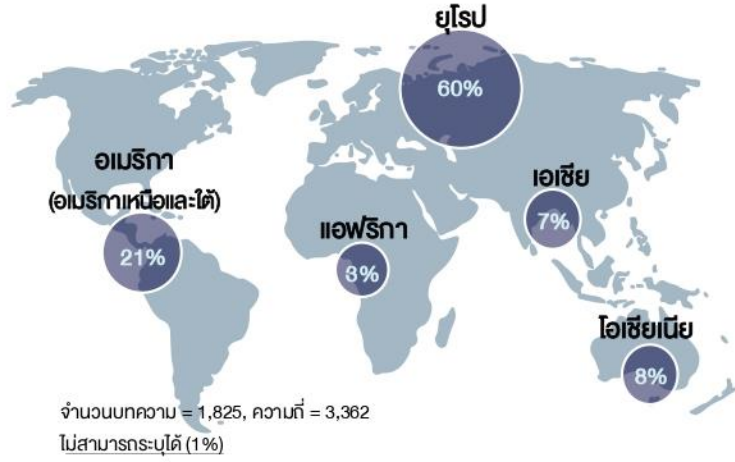 ยุโรป
60%
อเมริกา
(อเมริกาเหนือและใต้)
21%
แอฟริกา
3%
เอเชีย
7%
โอเชียเนีย
8%
จำนวนบทความ = 1,825, ความถี่ = 3,362
ไม่สามารถระบุได้ (1%)